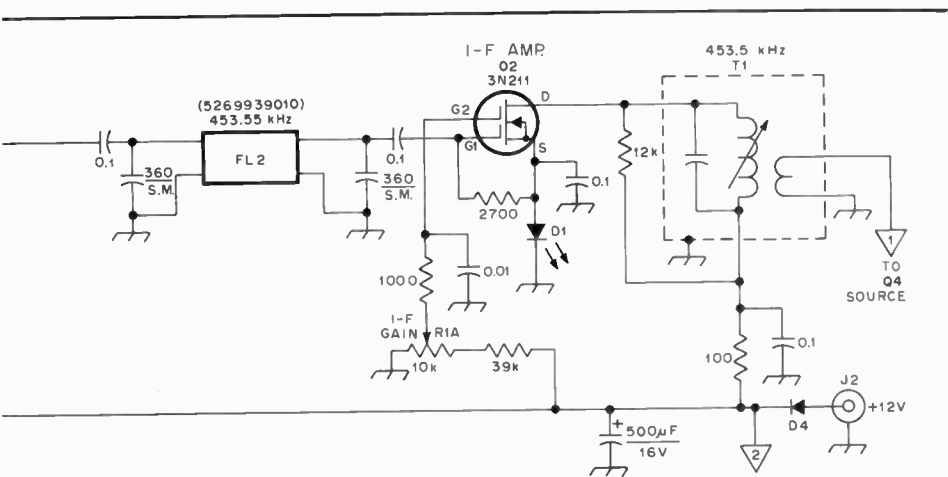 I-F AMP.
Q2
3N211
453.5 kHz
T1
(5269939010)
453.55 kHz
G2
D
FL2
G1
S
0.1
0.1
12k
360
S.M.
360
S.M.
0.1
2700
D1
1
TO
Q4
SOURCE
1000
0.01
I-F
GAIN
R1A
10k
39k
100
0.1
J2
+12V
D4
+
500µF
16V
2